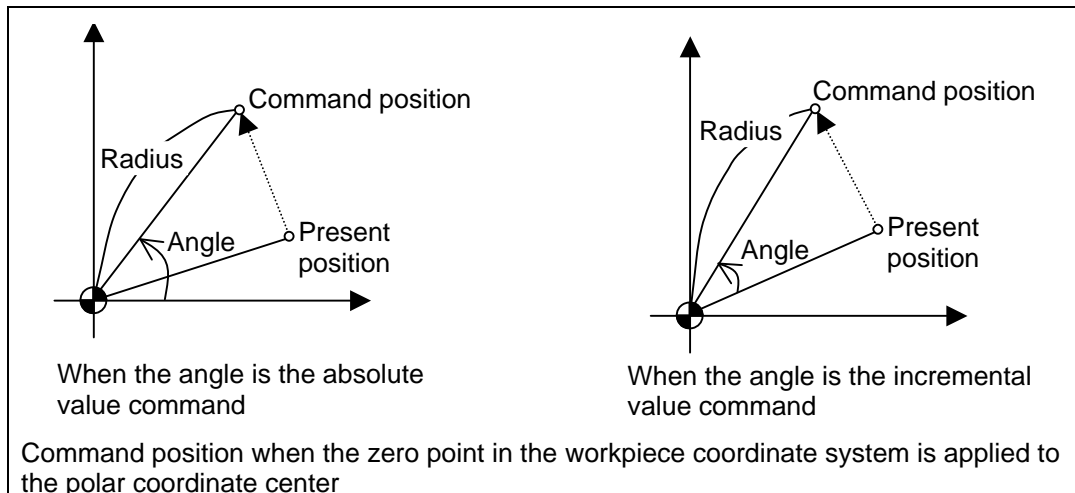 Command position
Radius
Angle
Present
position
When the angle is the absolute
value command
Command position
Radius
Angle
Present
position
When the angle is the incremental
value command
Command position when the zero point in the workpiece coordinate system is applied to
the polar coordinate center